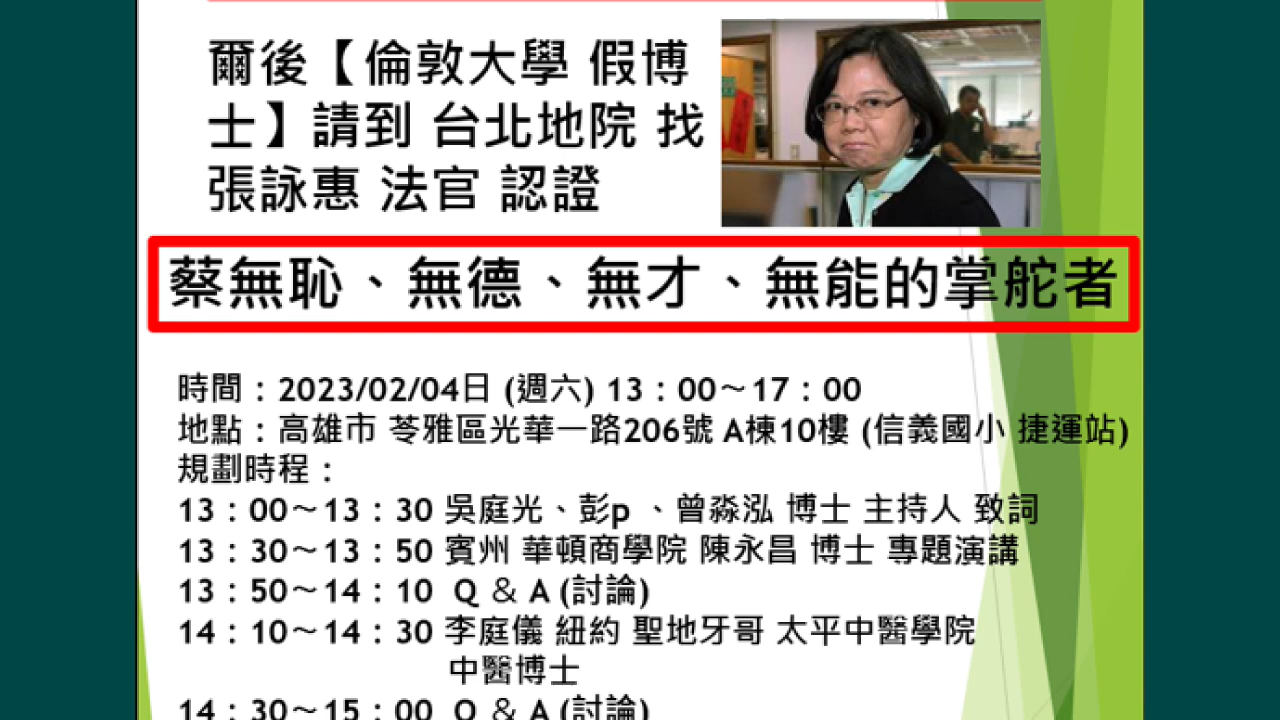 爾後【倫敦大學 假博
士】請到 台北地院 找
張詠惠 法官 認證
蔡無恥、無德、無才、無能的掌舵者
時間：2023/02/04日 (週六) 13：00～17：00
地點：高雄市 苓雅區光華一路206號 A棟10樓 (信義國小 捷運站)
規劃時程：
13：00～13：30 吳庭光、彭p 、曾淼泓 博士 主持人 致詞
13：30～13：50 賓州 華頓商學院 陳永昌 博士 專題演講
13：50～14：10 Q & A (討論)
14：10～14：30 李庭儀 紐約 聖地牙哥 太平中醫學院
中醫博士
14：30～15：00 Q & A (討論)